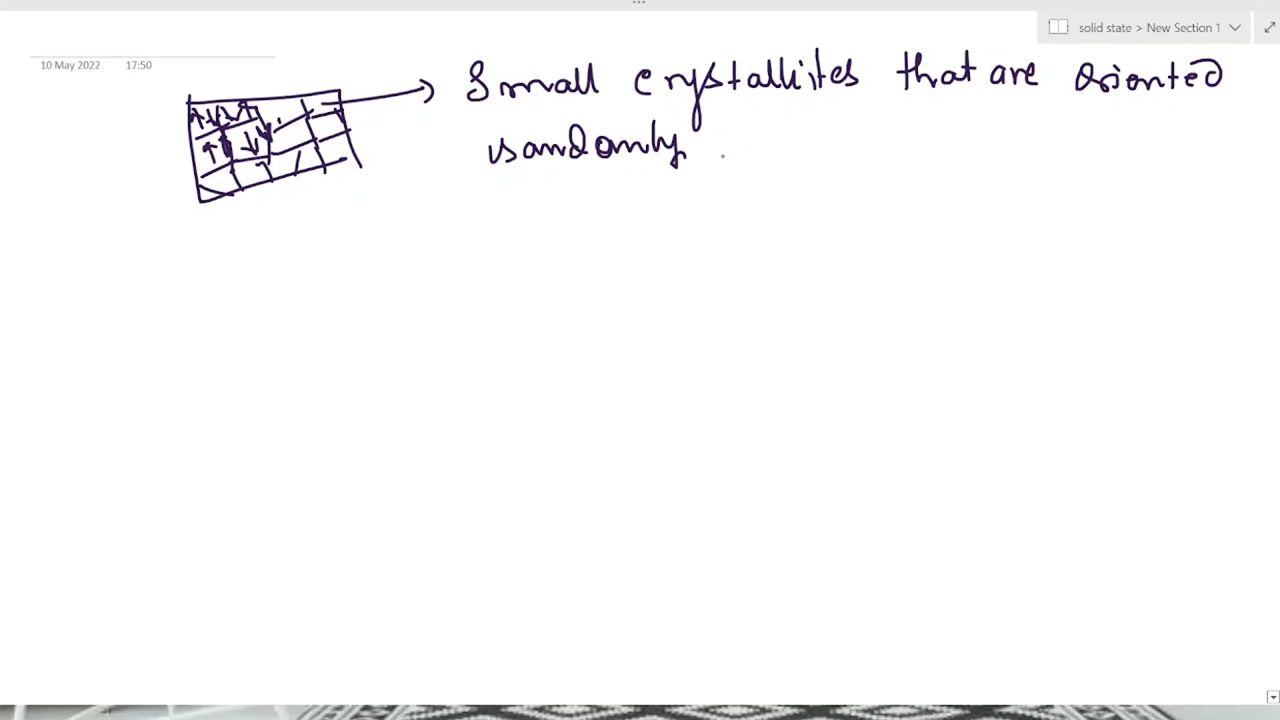 solid state > New Section 1
10 May 2022 17:50
Small crystallites that are oriented
randomly